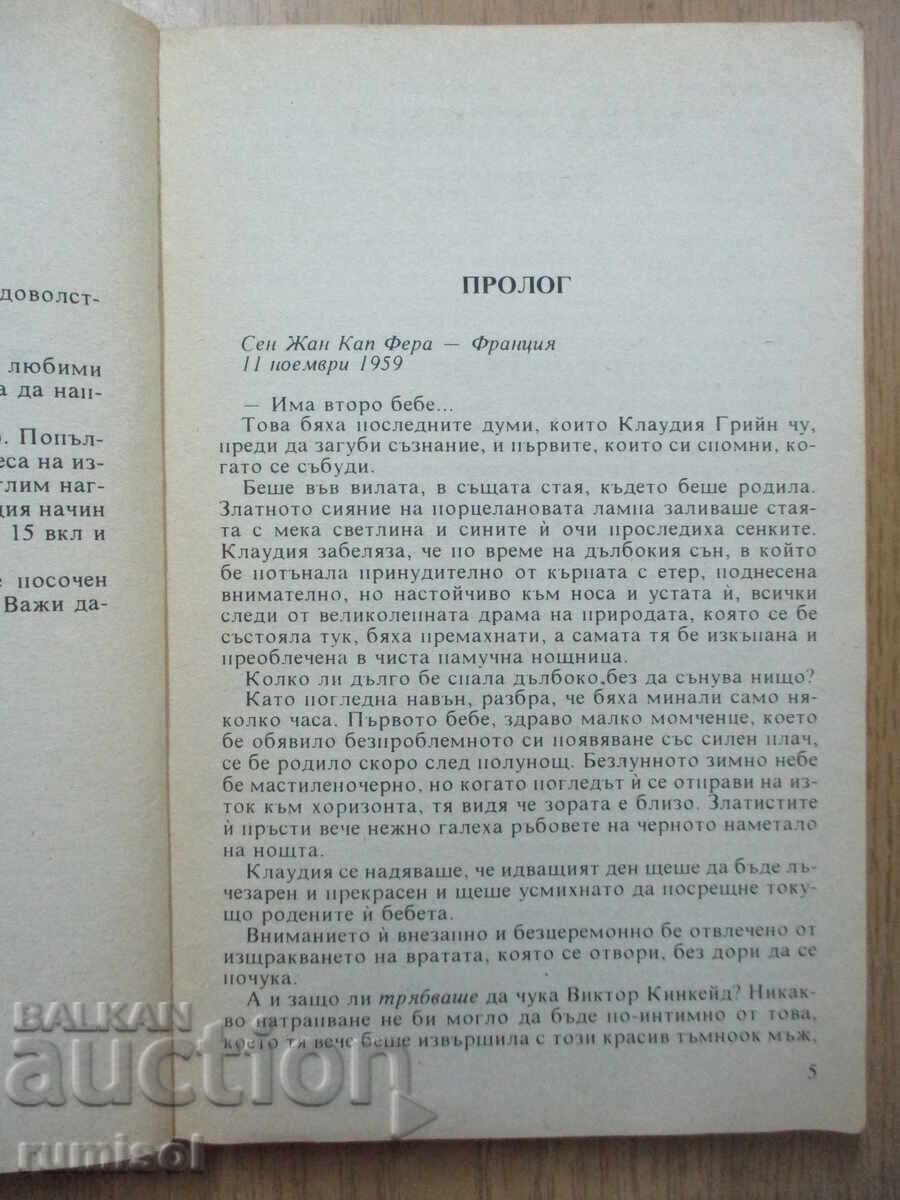 доволст-
любими
а да нап-
). Попъл-
еса на из-
тлим наг-
ция начин
15 вкл и
е посочен
Важи да-
ПРОЛОГ
Сен Жан Кап Фера — Франция
11 ноември 1959
— Има второ бебе...
Това бяха последните думи, които Клаудия Грийн чу,
преди да загуби съзнание, и първите, които си спомни, ко-
гато се събуди.
Беше във вилата, в същата стая, където беше родила.
Златното сияние на порцелановата лампа заливаше стая-
та с мека светлина и сините ѝ очи проследиха сенките.
Клаудия забеляза, че по време на дълбокия сън, в който
бе потънала принудително от кърпата с етер, поднесена
внимателно, но настойчиво към носа и устата ѝ, всички
следи от великолепната драма на природата, която се бе
състояла тук, бяха премахнати, а самата тя бе изкъпана и
преоблечена в чиста памучна нощница.
Колко ли дълго бе спала дълбоко,без да сънува нищо?
Като погледна навън, разбра, че бяха минали само ня-
колко часа. Първото бебе, здраво малко момченце, което
бе обявило безпроблемното си появяване със силен плач,
се бе родило скоро след полунощ. Безлунното зимно небе
бе мастиленочерно, но когато погледът ѝ се отправи на из-
ток към хоризонта, тя видя че зората е близо. Златистите
ѝ пръсти вече нежно галеха ръбовете на черното наметало
на нощта.
Клаудия се надяваше, че идващият ден щеше да бъде лъ-
чезарен и прекрасен и щеше усмихнато да посрещне току-
що родените ѝ бебета.
Вниманието ѝ внезапно и безцеремонно бе отвлечено от
изщракването на вратата, която се отвори, без дори да се
почука.
А и защо ли трябваше да чука Виктор Кинкейд? Никак-
во натрапване не би могло да бъде по-интимно от това,
което тя вече беше извършила с този красив тъмноок мъж,
5
BALKAN
auction
rumisol